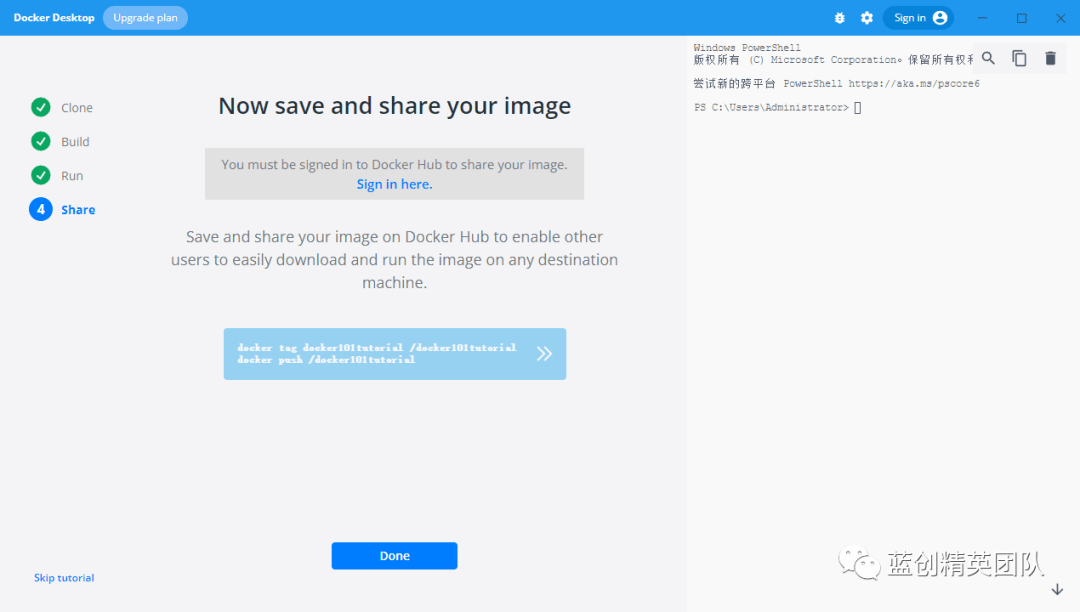 Docker Desktop
Upgrade plan
Sign in
Clone
Build
Run
4 Share
Now save and share your image
You must be signed in to Docker Hub to share your image.
Sign in here.
Save and share your image on Docker Hub to enable other
users to easily download and run the image on any destination
machine.
docker tag docker101tutorial /docker101tutorial
docker push /docker101tutorial
Done
Skip tutorial
Windows PowerShell
版权所有 (C) Microsoft Corporation。保留所有权利
尝试新的跨平台 PowerShell https://aka.ms/pscore6
PS C:\Users\Administrator>
蓝创精英团队